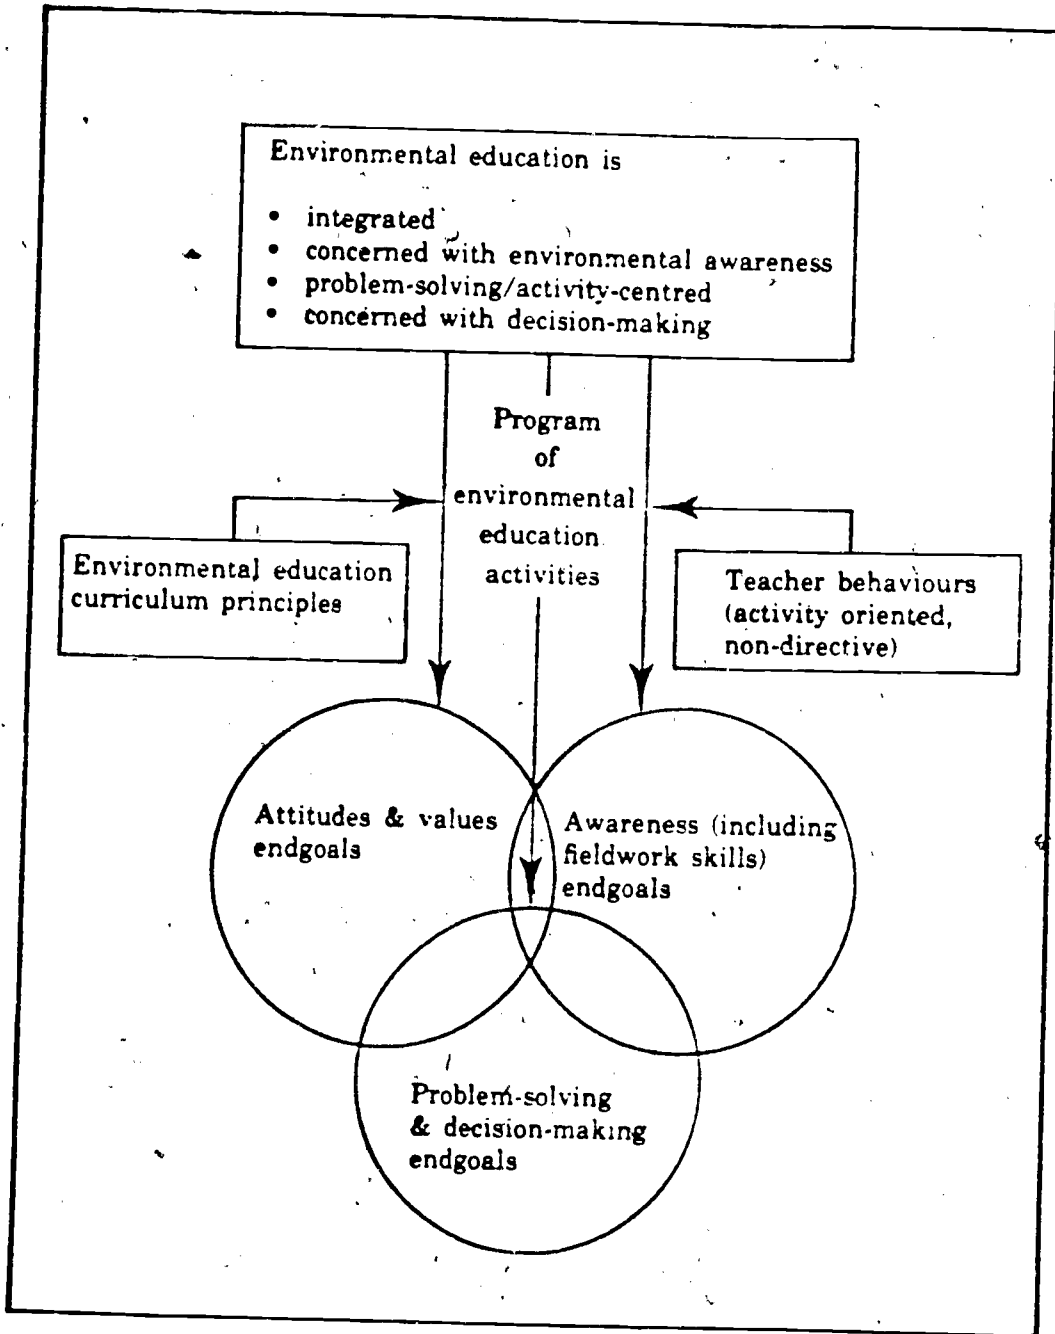 Environmental education is
• integrated
• concerned with environmental awareness
• problem-solving/activity-centred
• concerned with decision-making
Program
of
environmental
education
activities
Environmental education
curriculum principles
Teacher behaviours
(activity oriented,
non-directive)
Attitudes & values
endgoals
Awareness (including
fieldwork skills)
endgoals
Problem-solving
& decision-making
endgoals